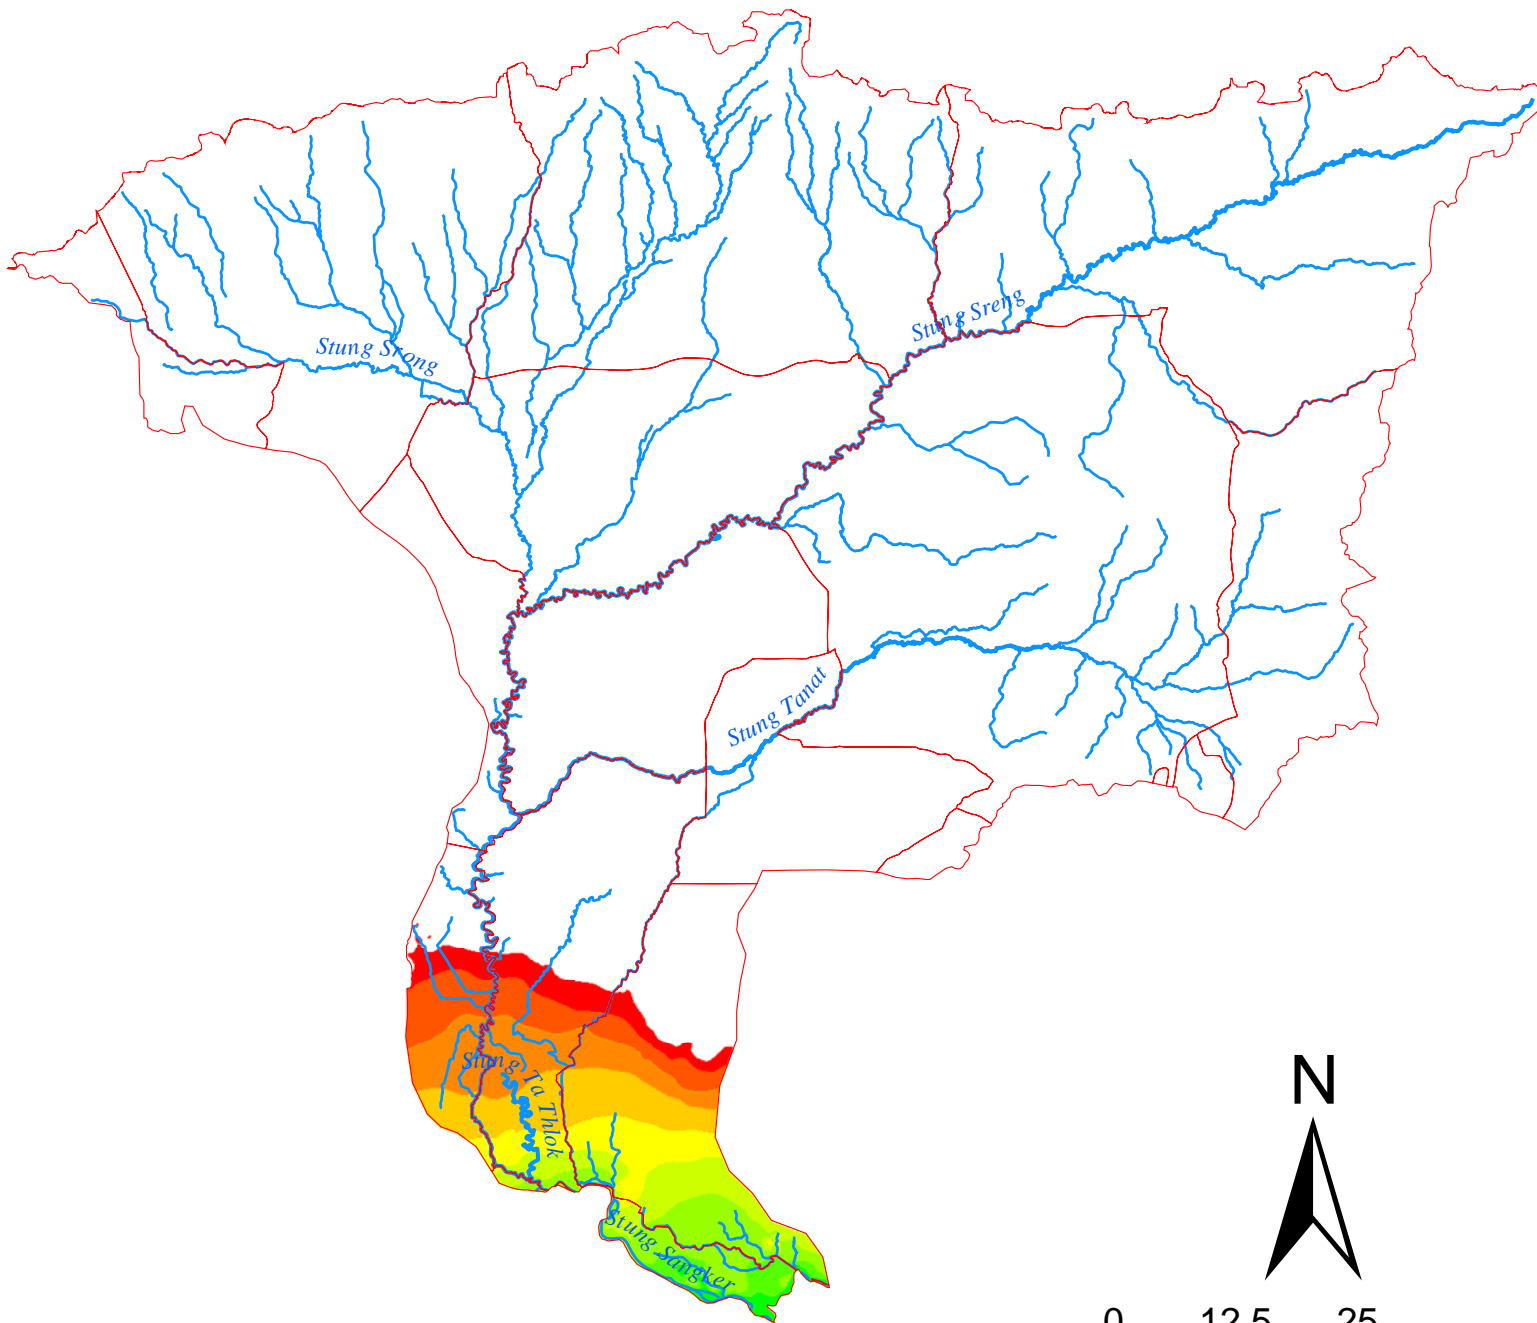 Stung Sreng
Stung Srong
Stung Tanat
Stung Ta Thlok
N
Stung Sangker
0 12.5 25